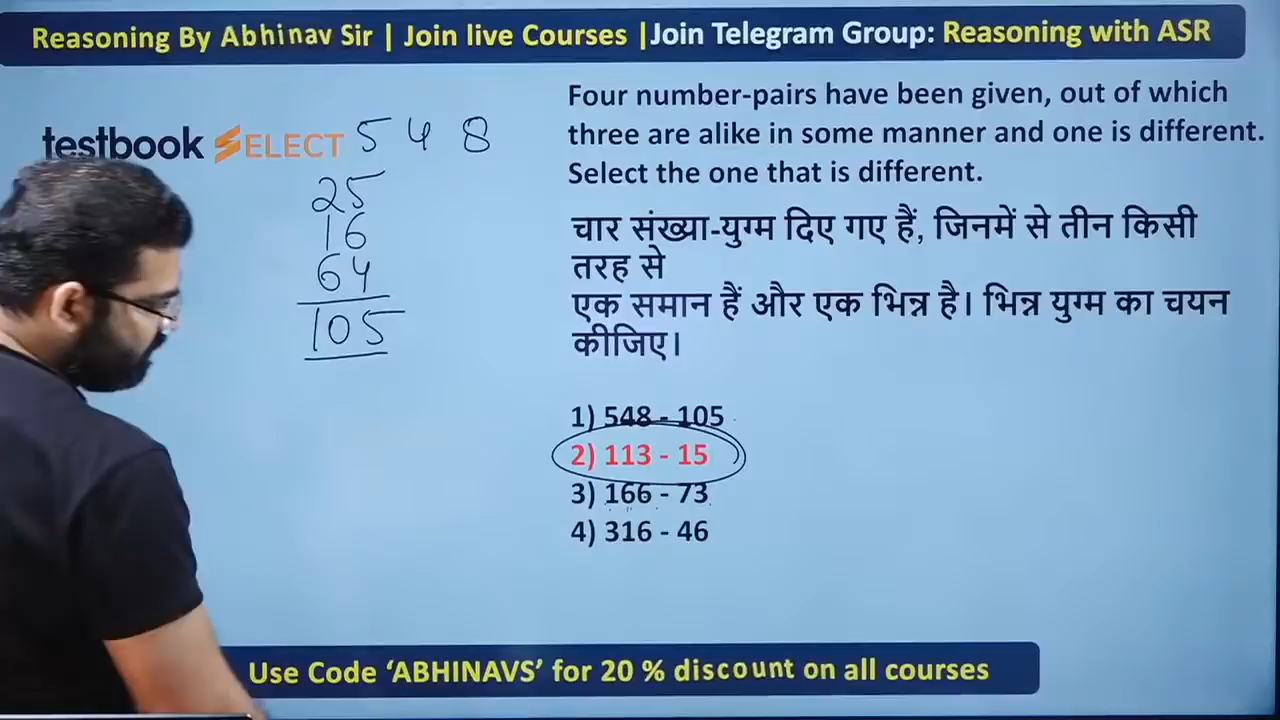 Reasoning By Abhinav Sir | Join live Courses |Join Telegram Group: Reasoning with ASR
testbook SELECT
5 4 8
25
16
64
105
Four number-pairs have been given, out of which
three are alike in some manner and one is different.
Select the one that is different.
चार संख्या-युग्म दिए गए हैं, जिनमें से तीन किसी
तरह से
एक समान हैं और एक भिन्न है। भिन्न युग्म का चयन
कीजिए।
1) 548 - 105
2) 113 - 15
3) 166 - 73
4) 316 - 46
Use Code ‘ABHINAVS’ for 20 % discount on all courses